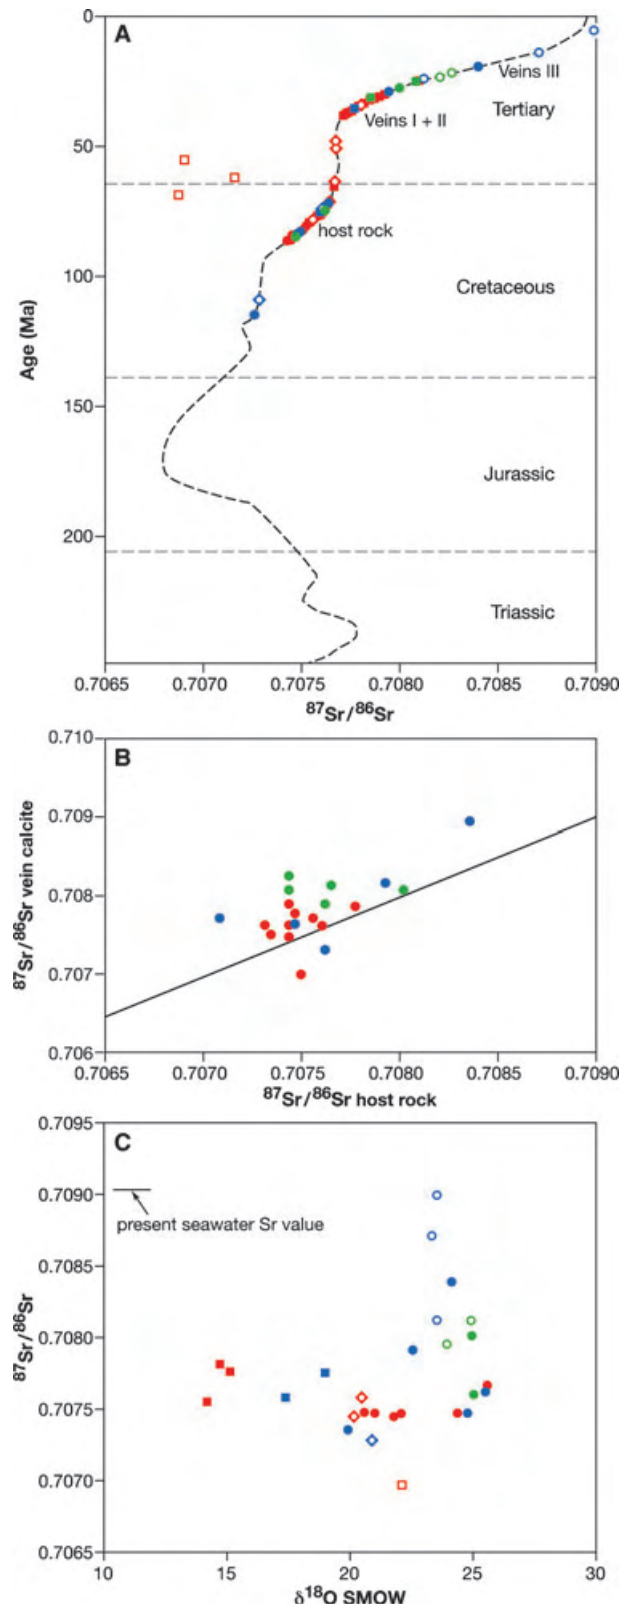 A
0
50
100
150
200
Age (Ma)
Veins III
Tertiary
Veins I + II
host rock
Cretaceous
Jurassic
Triassic
0.7065 0.7070 0.7075 0.7080 0.7085 0.7090
87Sr/86Sr
B
0.710
0.709
0.708
0.707
0.706
87Sr/86Sr vein calcite
0.7065 0.7070 0.7075 0.7080 0.7085 0.7090
87Sr/86Sr host rock
C
0.7095
0.7090
0.7085
0.7080
0.7075
0.7070
0.7065
87Sr/86Sr
present seawater Sr value
10 15 20 25 30
δ18O SMOW